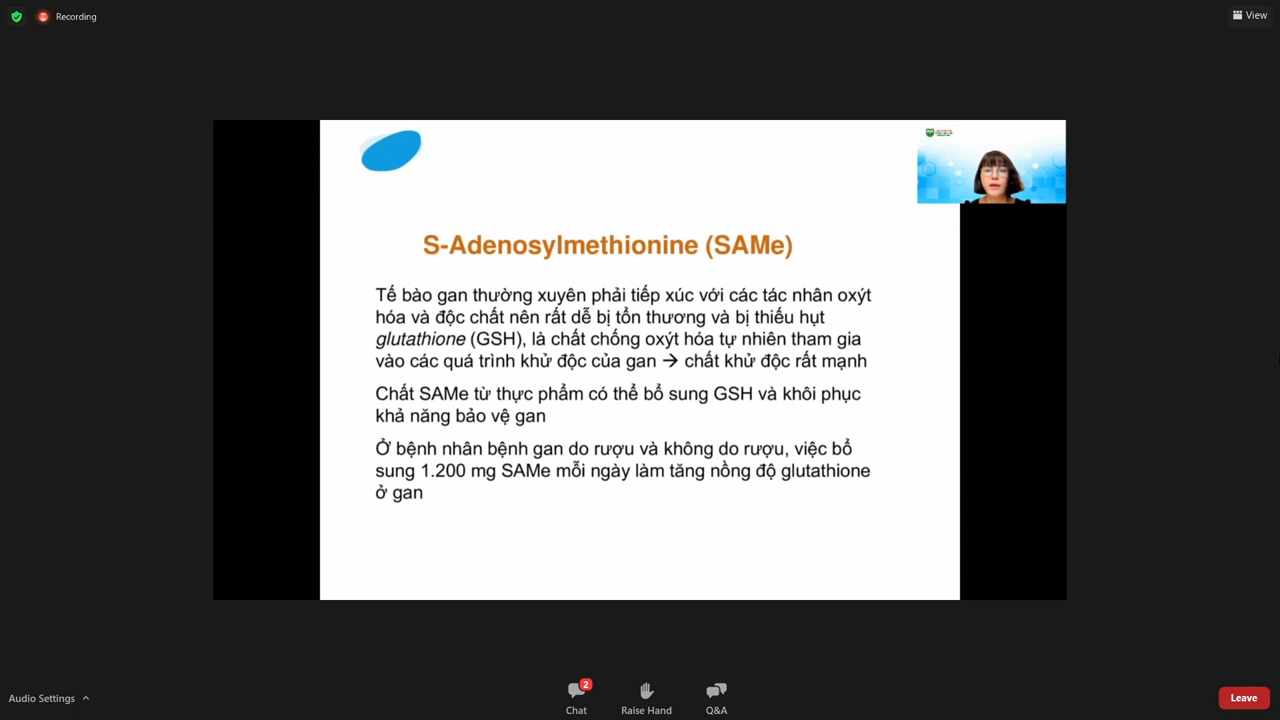 Recording
View
S-Adenosylmethionine (SAMe)
Tế bào gan thường xuyên phải tiếp xúc với các tác nhân oxýt
hóa và độc chất nên rất dễ bị tổn thương và bị thiếu hụt
glutathione (GSH), là chất chống oxýt hóa tự nhiên tham gia
vào các quá trình khử độc của gan → chất khử độc rất mạnh
Chất SAMe từ thực phẩm có thể bổ sung GSH và khôi phục
khả năng bảo vệ gan
Ở bệnh nhân bệnh gan do rượu và không do rượu, việc bổ
sung 1.200 mg SAMe mỗi ngày làm tăng nồng độ glutathione
ở gan
Audio Settings
2
Chat
Raise Hand
Q&A
Leave